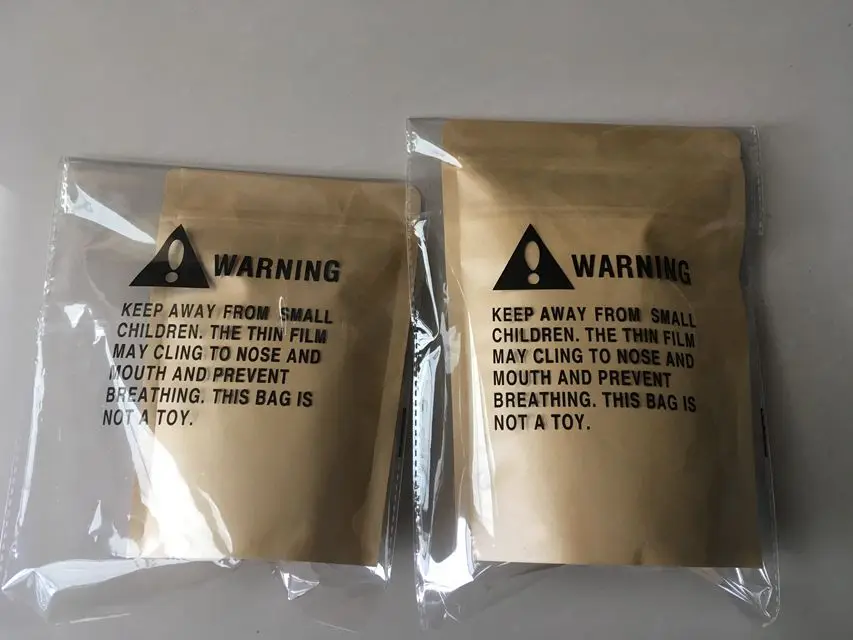 WARNING
KEEP AWAY FROM SMALL
CHILDREN. THE THIN FILM
MAY CLING TO NOSE AND
MOUTH AND PREVENT
BREATHING. THIS BAG IS
NOT A TOY.
WARNING
KEEP AWAY FROM SMALL
CHILDREN. THE THIN FILM
MAY CLING TO NOSE AND
MOUTH AND PREVENT
BREATHING. THIS BAG IS
NOT A TOY.